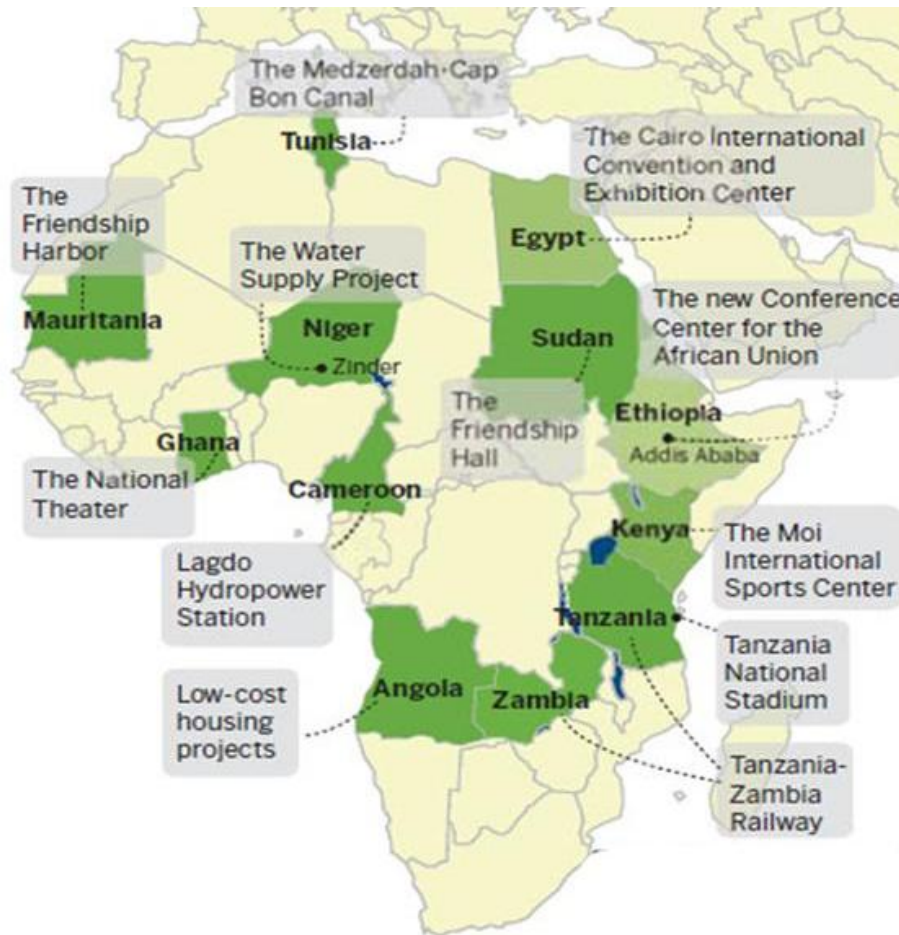 The Medzerdah-Cap
Bon Canal
Tunisia
The Cairo International
Convention and
Exhibition Center
Egypt
The
Friendship
Harbor
Mauritania
The Water
Supply Project
Niger
Zinder
Sudan
The
Friendship
Hall
The new Conference
Center for the
African Union
Ethiopia
Addis Ababa
Ghana
The National
Theater
Cameroon
Lagdo
Hydropower
Station
Kenya
The Moi
International
Sports Center
Tanzania
Tanzania
National
Stadium
Angola
Low-cost
housing
projects
Zambia
Tanzania-
Zambia
Railway